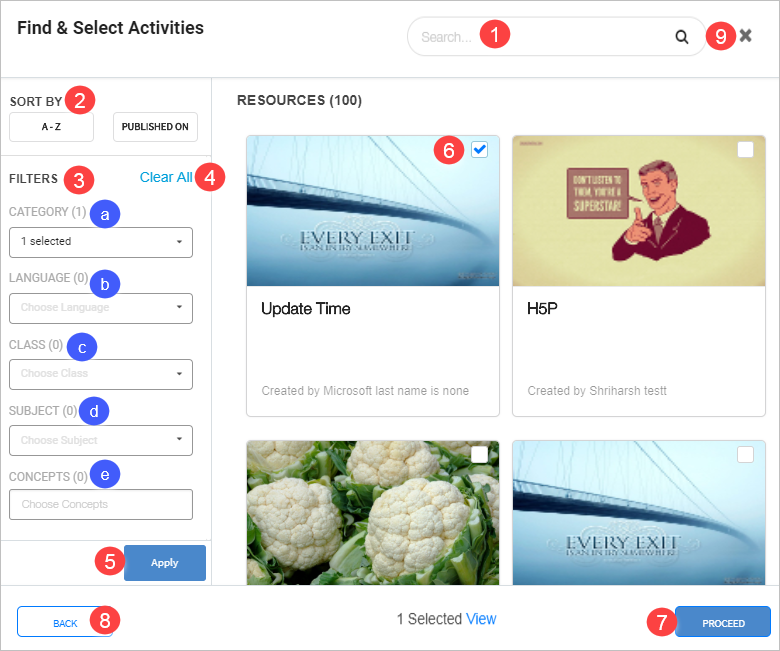 Find & Select Activities
Search...
1
9
SORT BY
2
A - Z
PUBLISHED ON
FILTERS
3
Clear All
4
CATEGORY (1)
a
1 selected
LANGUAGE (0)
b
Choose Language
CLASS (0)
c
Choose Class
SUBJECT (0)
d
Choose Subject
CONCEPTS (0)
e
Choose Concepts
5
Apply
RESOURCES (100)
6
EVERY EXIT
IS AN ENTRY SOMEWHERE
Update Time
Created by Microsoft last name is none
DON'T LISTEN TO
THEM, YOU'RE A
SUPERSTAR!
H5P
Created by Shriharsh testt
EVERY EXIT
IS AN ENTRY SOMEWHERE
BACK
8
1 Selected View
7
PROCEED